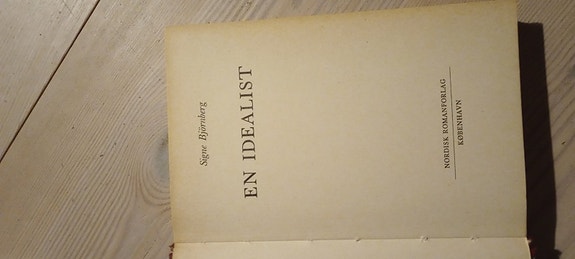 Signe Björnberg
EN IDEALIST
NORDISK ROMANFORLAG
KØBENHAVN